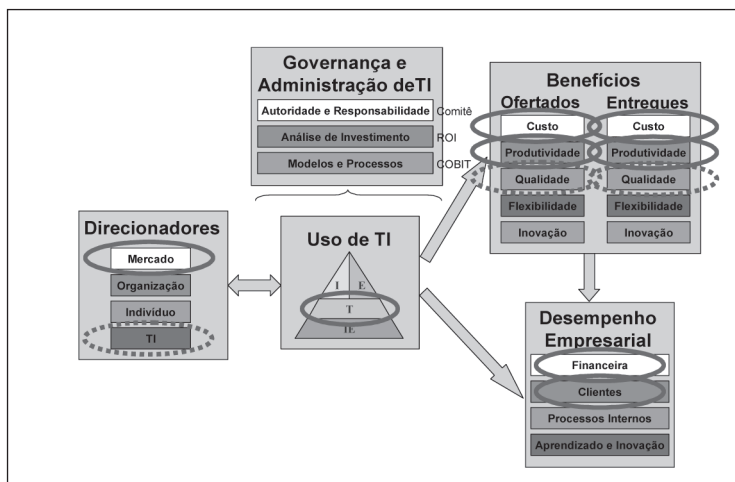 Governança e
Administração deTI
Autoridade e Responsabilidade Comitê
Análise de Investimento ROI
Modelos e Processos COBIT
Benefícios
Ofertados Entregues
Custo Custo
Produtividade Produtividade
Qualidade Qualidade
Flexibilidade Flexibilidade
Inovação Inovação
Direcionadores
Mercado
Organização
Indivíduo
TI
Uso de TI
I E
T
IE
Desempenho
Empresarial
Financeira
Clientes
Processos Internos
Aprendizado e Inovação